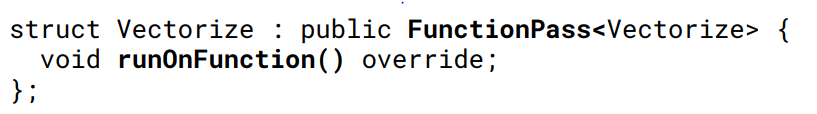 struct Vectorize : public FunctionPass<Vectorize> {
  void runOnFunction() override;
};